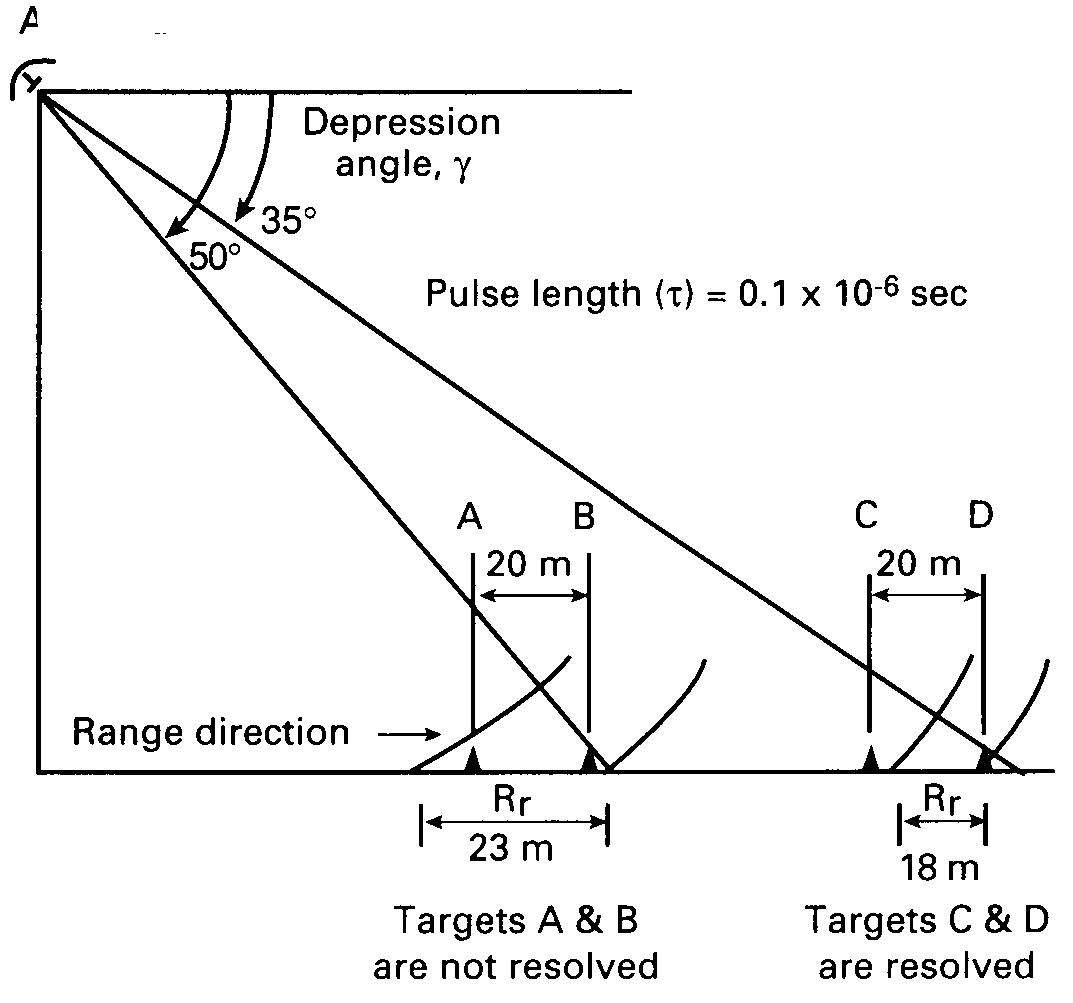 A
Depression
angle, γ
35°
50°
Pulse length (τ) = 0.1 x 10-6 sec
A B C D
20 m 20 m
Range direction
Rr Rr
23 m
18 m
Targets A & B Targets C & D
are not resolved are resolved